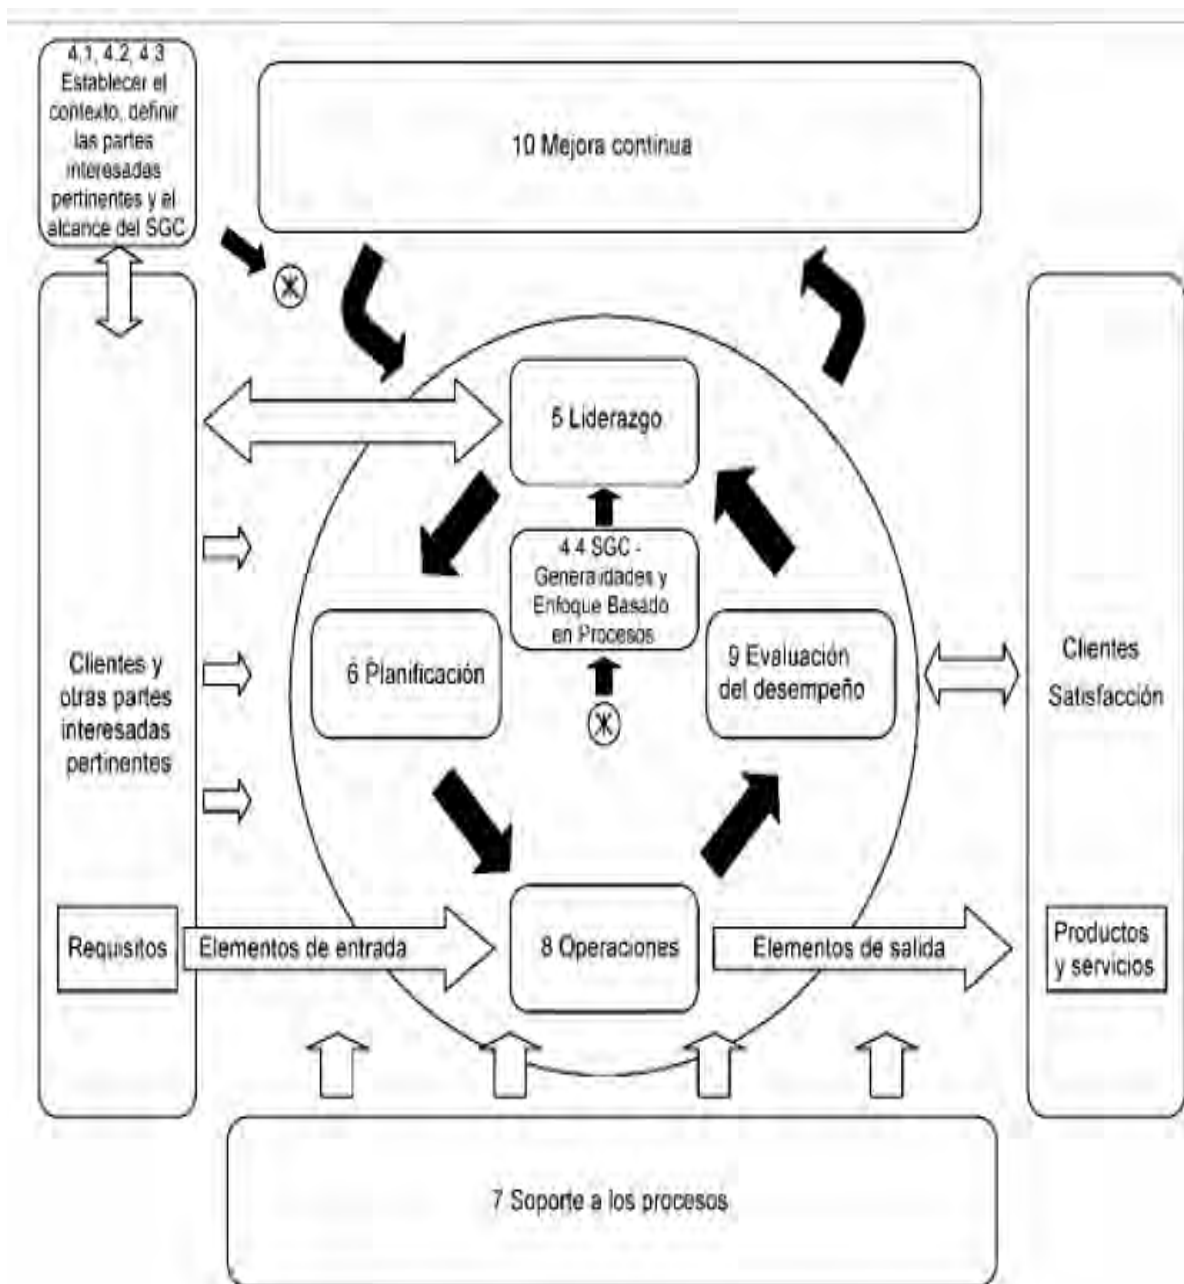 4.1, 4.2, 4.3
Establecer el
contexto, definir
las partes
interesadas
pertinentes y el
alcance del SGC
10 Mejora continua
5 Liderazgo
4.4 SGC -
Generalidades y
Enfoque Basado
en Procesos
6 Planificación
9 Evaluación
del desempeño
Clientes y
otras partes
interesadas
pertinentes
Clientes
Satisfacción
Requisitos
Elementos de entrada
8 Operaciones
Elementos de salida
Productos
y servicios
7 Soporte a los procesos